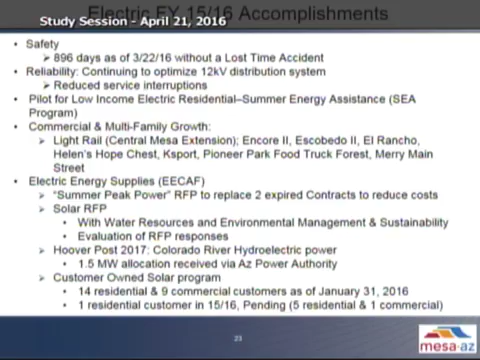 Electric FY 15/16 Accomplishments
Study Session - April 21, 2016
• Safety
➢ 896 days as of 3/22/16 without a Lost Time Accident
• Reliability: Continuing to optimize 12kV distribution system
➢ Reduced service interruptions
• Pilot for Low Income Electric Residential–Summer Energy Assistance (SEA
Program)
• Commercial & Multi-Family Growth:
➢ Light Rail (Central Mesa Extension); Encore II, Escobedo II, El Rancho,
Helen's Hope Chest, Ksport, Pioneer Park Food Truck Forest, Merry Main
Street
• Electric Energy Supplies (EECAF)
➢ "Summer Peak Power" RFP to replace 2 expired Contracts to reduce costs
➢ Solar RFP
• With Water Resources and Environmental Management & Sustainability
• Evaluation of RFP responses
➢ Hoover Post 2017: Colorado River Hydroelectric power
• 1.5 MW allocation received via Az Power Authority
➢ Customer Owned Solar program
• 14 residential & 9 commercial customers as of January 31, 2016
• 1 residential customer in 15/16, Pending (5 residential & 1 commercial)
23
mesa·az